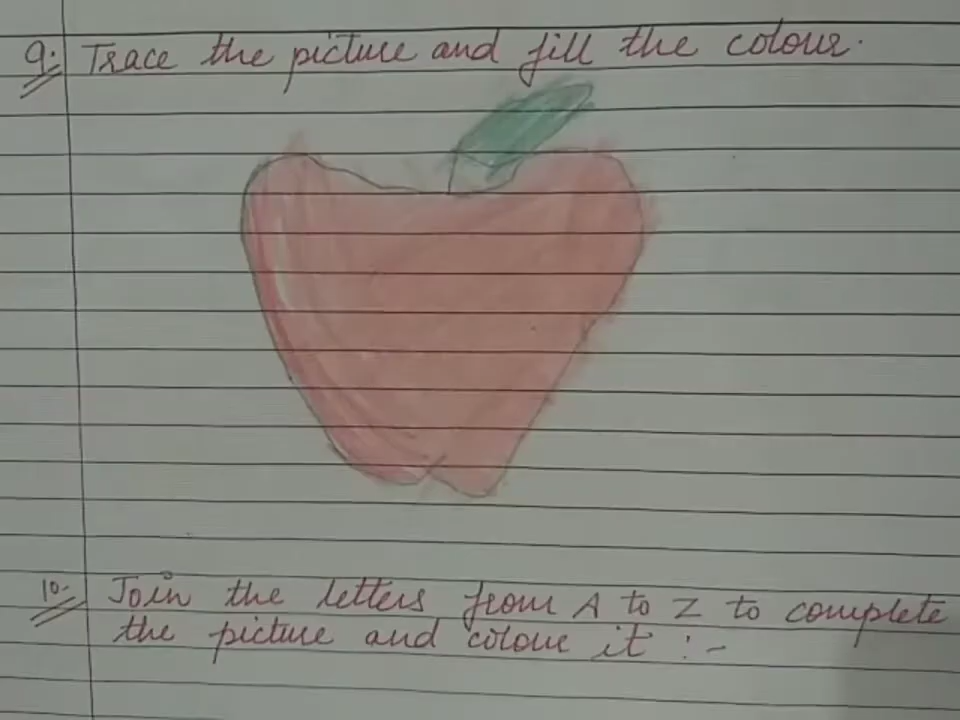 9. Trace the picture and fill the colour.
10. Join the letters from A to Z to complete
the picture and colour it :-